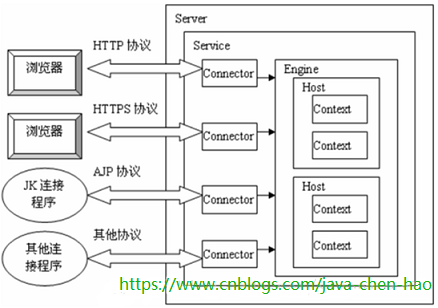 Server
Service
HTTP 协议
浏览器
Connector
Engine
Host
Context
Context
HTTPS 协议
浏览器
Connector
AJP 协议
JK 连接
程序
Connector
Host
Context
Context
其他协议
其他连
接程序
Connector
https://www.cnblogs.com/java-chen-hao